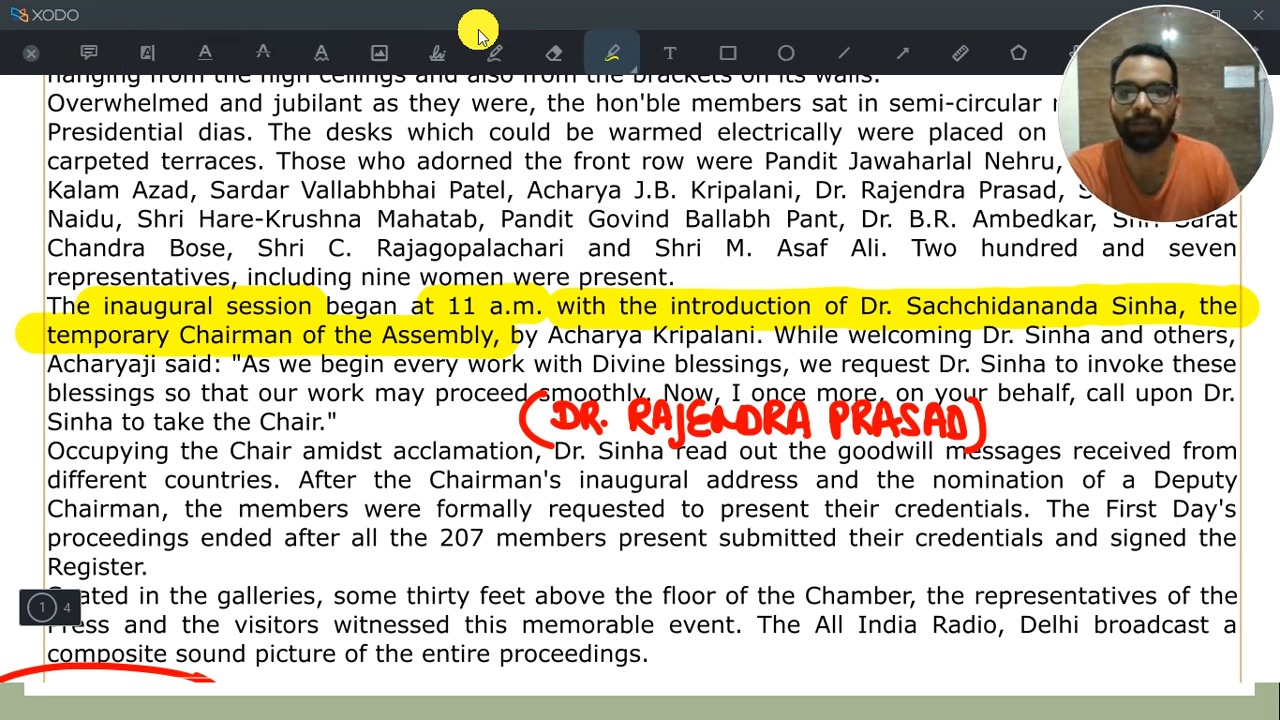 XODO
T
hanging from the high ceilings and also from the brackets on its walls.
Overwhelmed and jubilant as they were, the hon'ble members sat in semi-circular
Presidential dias. The desks which could be warmed electrically were placed on
carpeted terraces. Those who adorned the front row were Pandit Jawaharlal Nehru,
Kalam Azad, Sardar Vallabhbhai Patel, Acharya J.B. Kripalani, Dr. Rajendra Prasad,
Naidu, Shri Hare-Krushna Mahatab, Pandit Govind Ballabh Pant, Dr. B.R. Ambedkar, Shri Sarat
Chandra Bose, Shri C. Rajagopalachari and Shri M. Asaf Ali. Two hundred and seven
representatives, including nine women were present.
The inaugural session began at 11 a.m. with the introduction of Dr. Sachchidananda Sinha, the
temporary Chairman of the Assembly, by Acharya Kripalani. While welcoming Dr. Sinha and others,
Acharyaji said: "As we begin every work with Divine blessings, we request Dr. Sinha to invoke these
blessings so that our work may proceed smoothly. Now, I once more, on your behalf, call upon Dr.
Sinha to take the Chair."
(DR. RAJENDRA PRASAD)
Occupying the Chair amidst acclamation, Dr. Sinha read out the goodwill messages received from
different countries. After the Chairman's inaugural address and the nomination of a Deputy
Chairman, the members were formally requested to present their credentials. The First Day's
proceedings ended after all the 207 members present submitted their credentials and signed the
Register.
in the galleries, some thirty feet above the floor of the Chamber, the representatives of the
Press and the visitors witnessed this memorable event. The All India Radio, Delhi broadcast a
composite sound picture of the entire proceedings.
1 4